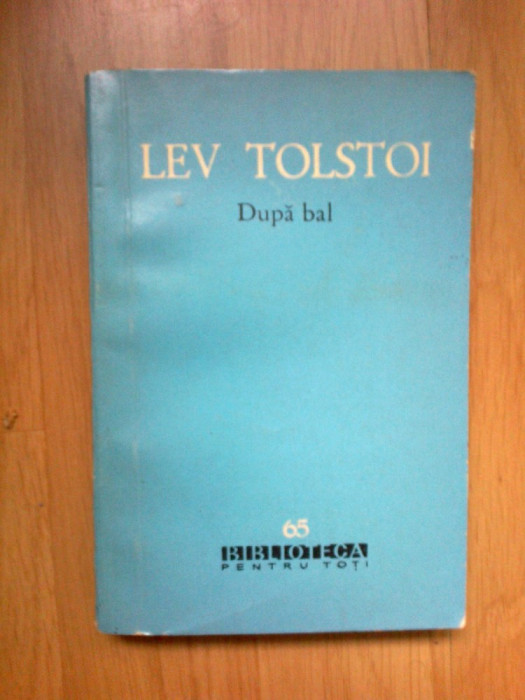 LEV TOLSTOI
După bal
65
BIBLIOTECA
PENTRU TOȚI